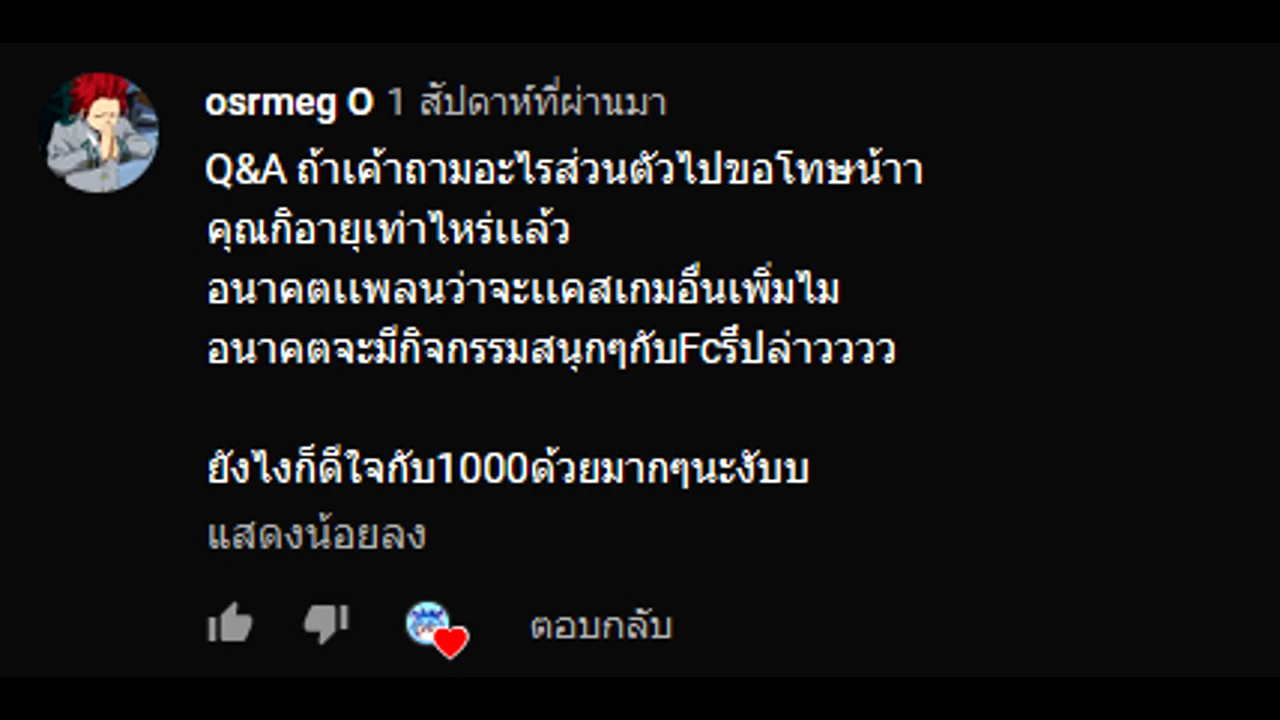 osrmeg O 1 สัปดาห์ที่ผ่านมา
Q&A ถ้าเค้าถามอะไรส่วนตัวไปขอโทษน้าา
คุณกิอายุเท่าไหร่แล้ว
อนาคตแพลนว่าจะแคสเกมอื่นเพิ่มไม
อนาคตจะมีกิจกรรมสนุกๆกับFcรึปล่าวววว
ยังไงก็ดีใจกับ1000ด้วยมากๆนะงับบ
แสดงน้อยลง
ตอบกลับ